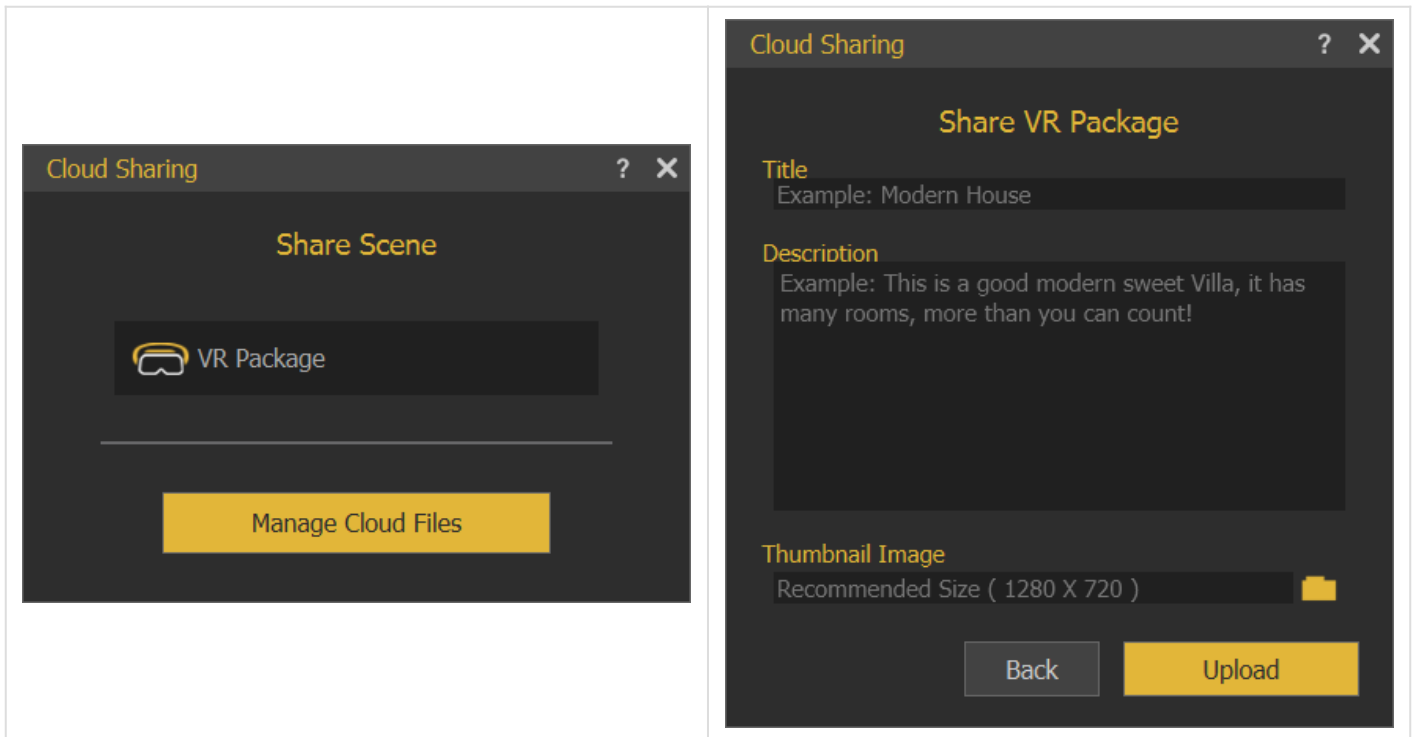 Cloud Sharing ?
Share Scene
VR Package
Manage Cloud Files
Cloud Sharing ?
Share VR Package
Title
Example: Modern House
Description
Example: This is a good modern sweet Villa, it has
many rooms, more than you can count!
Thumbnail Image
Recommended Size ( 1280 X 720 )
Back Upload